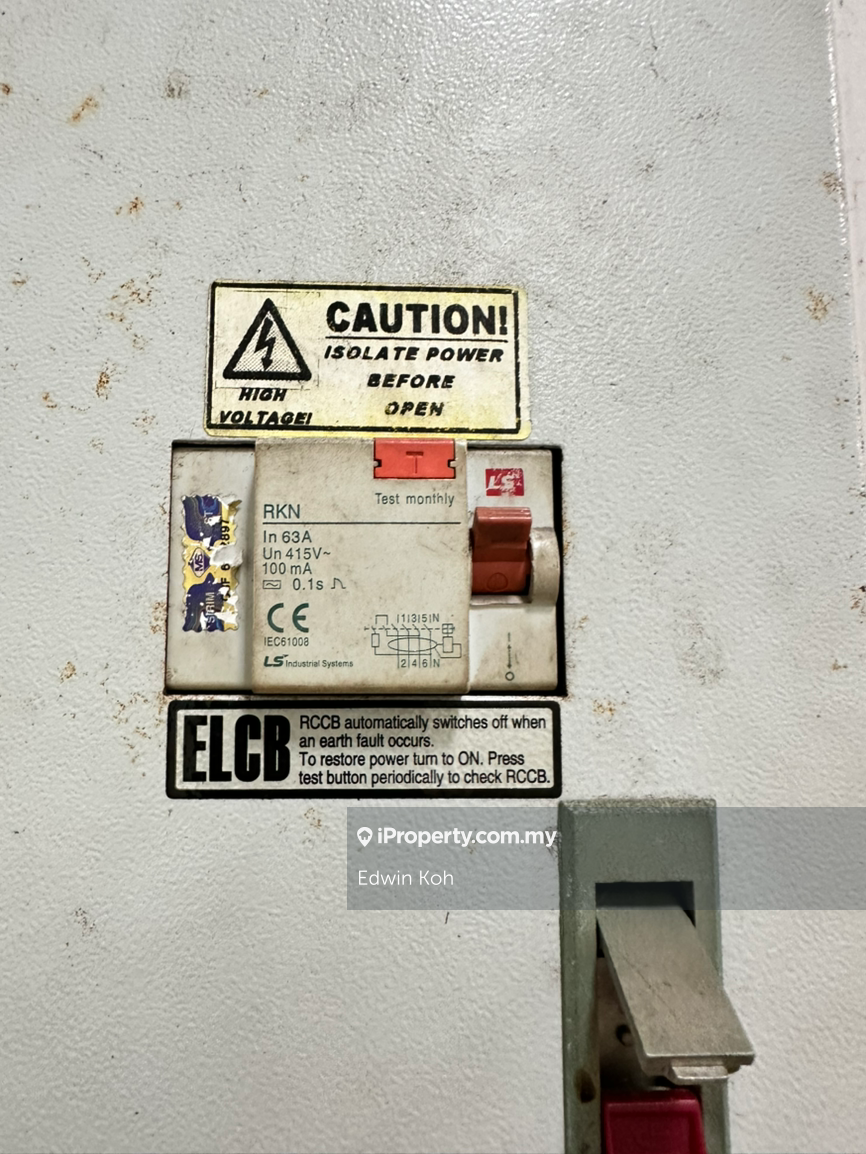 CAUTION!
ISOLATE POWER
BEFORE
OPEN
HIGH
VOLTAGE!
T
Test monthly
LS
RKN
In 63A
Un 415V~
100 mA
0.1s
CE
IEC61008
LS Industrial Systems
1 3 5 N
2 4 6 N
MS
SIRIM
ELCB
RCCB automatically switches off when
an earth fault occurs.
To restore power turn to ON. Press
test button periodically to check RCCB.
iProperty.com.my
Edwin Koh